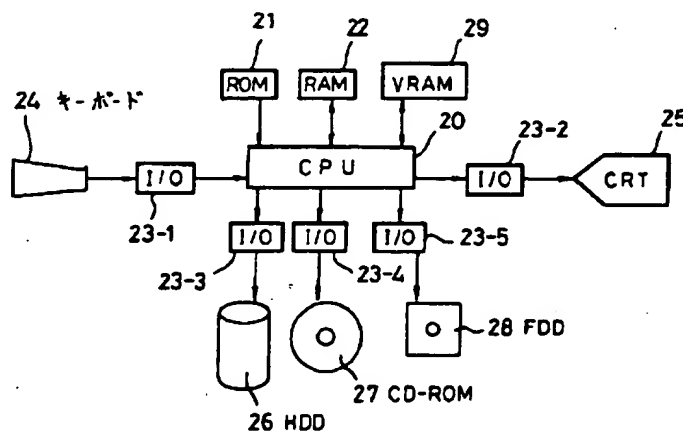 21
22
29
24 キーボード
ROM
RAM
VRAM
20
23-2
25
I/O
CPU
I/O
CRT
23-1
I/O
I/O
I/O
23-5
23-3
23-4
28 FDD
27 CD-ROM
26 HDD